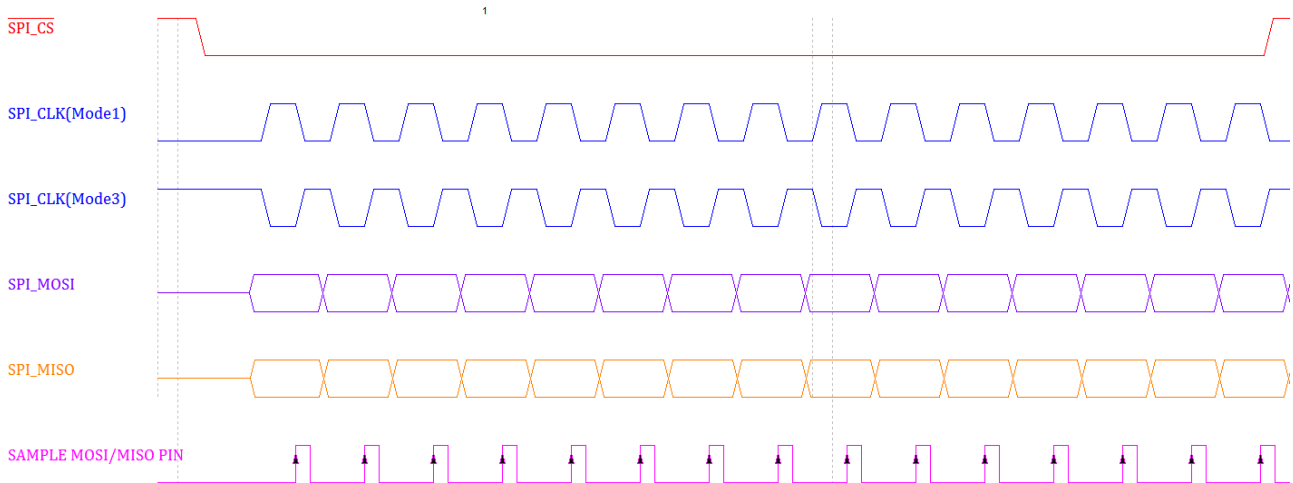 1
SPI_CS
SPI_CLK(Mode1)
SPI_CLK(Mode3)
SPI_MOSI
SPI_MISO
SAMPLE MOSI/MISO PIN